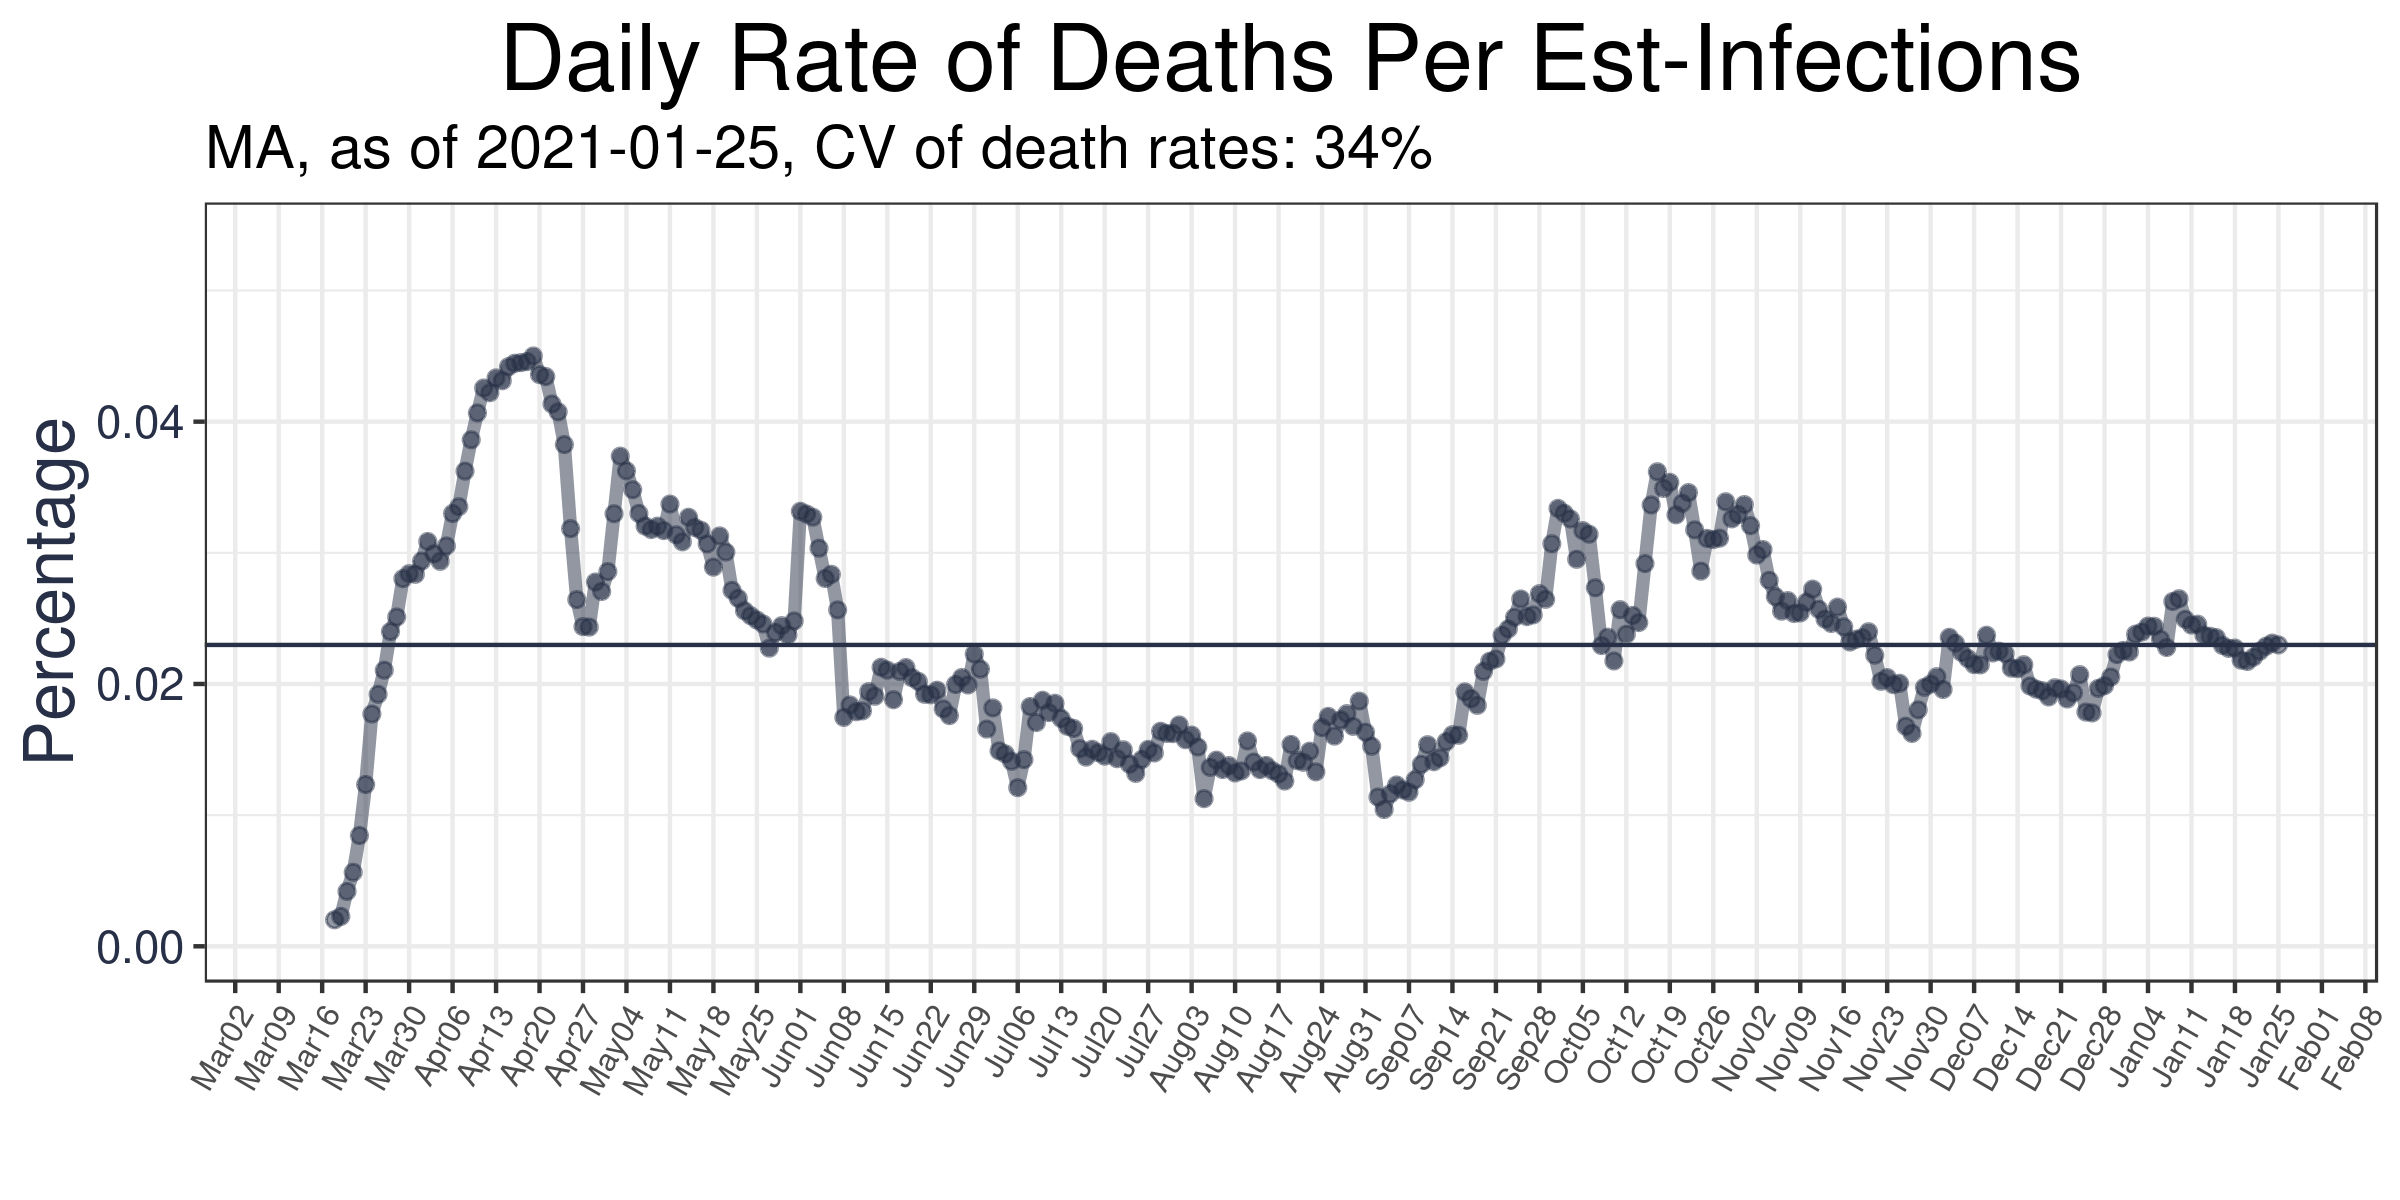 Daily Rate of Deaths Per Est-Infections
MA, as of 2021-01-25, CV of death rates: 34%
Percentage
0.04
0.02
0.00
Mar02
Mar09
Mar16
Mar23
Mar30
Apr06
Apr13
Apr20
Apr27
May04
May11
May18
May25
Jun01
Jun08
Jun15
Jun22
Jun29
Jul06
Jul13
Jul20
Jul27
Aug03
Aug10
Aug17
Aug24
Aug31
Sep07
Sep14
Sep21
Sep28
Oct05
Oct12
Oct19
Oct26
Nov02
Nov09
Nov16
Nov23
Nov30
Dec07
Dec14
Dec21
Dec28
Jan04
Jan11
Jan18
Jan25
Feb01
Feb08